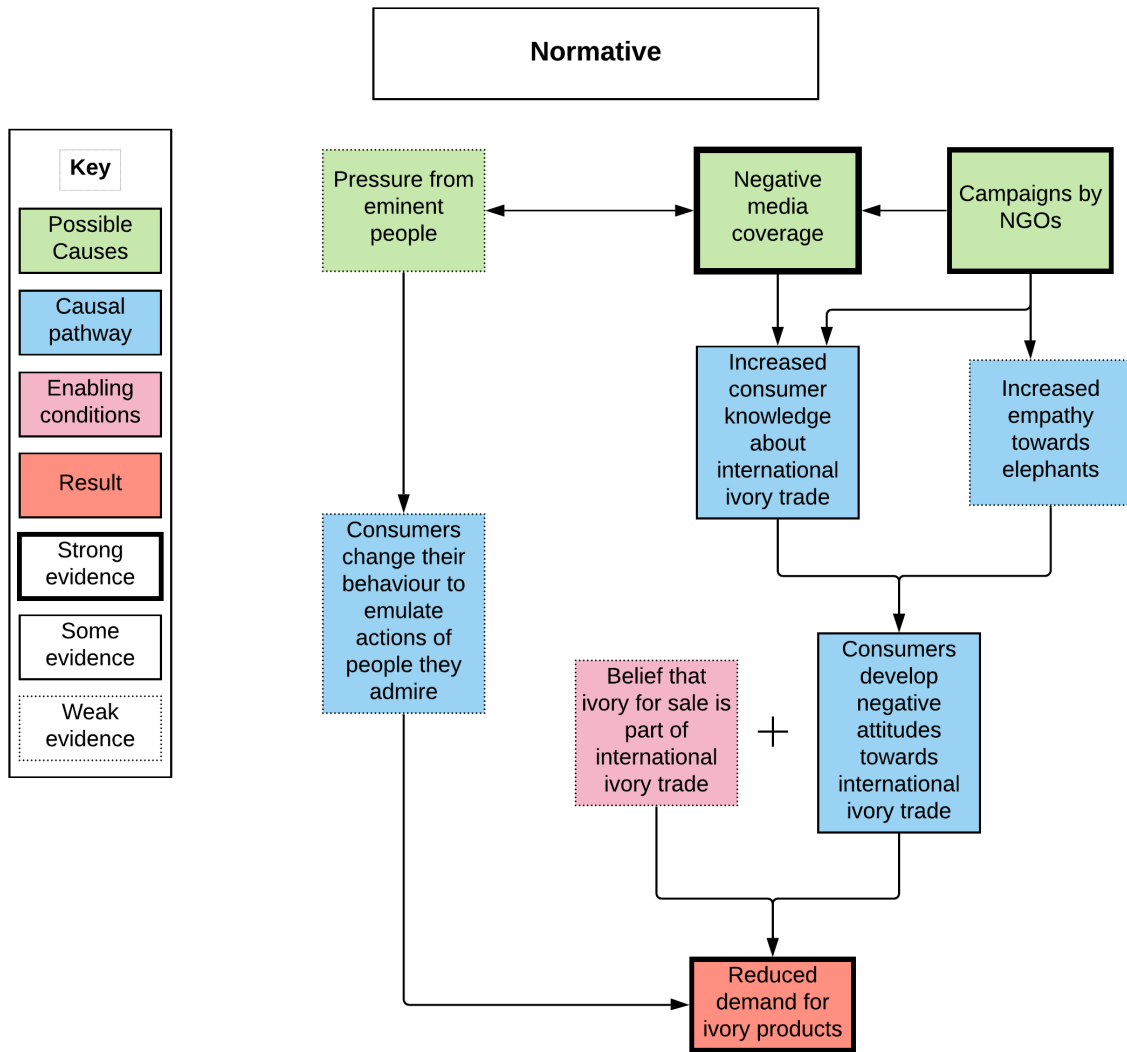 Normative
Key
Possible
Causes
Causal
pathway
Enabling
conditions
Result
Strong
evidence
Some
evidence
Weak
evidence
Pressure from
eminent
people
Negative
media
coverage
Campaigns by
NGOs
Increased
consumer
knowledge
about
international
ivory trade
Increased
empathy
towards
elephants
Consumers
change their
behaviour to
emulate
actions of
people they
admire
Belief that
ivory for sale is
part of
international
ivory trade
+
Consumers
develop
negative
attitudes
towards
international
ivory trade
Reduced
demand for
ivory products